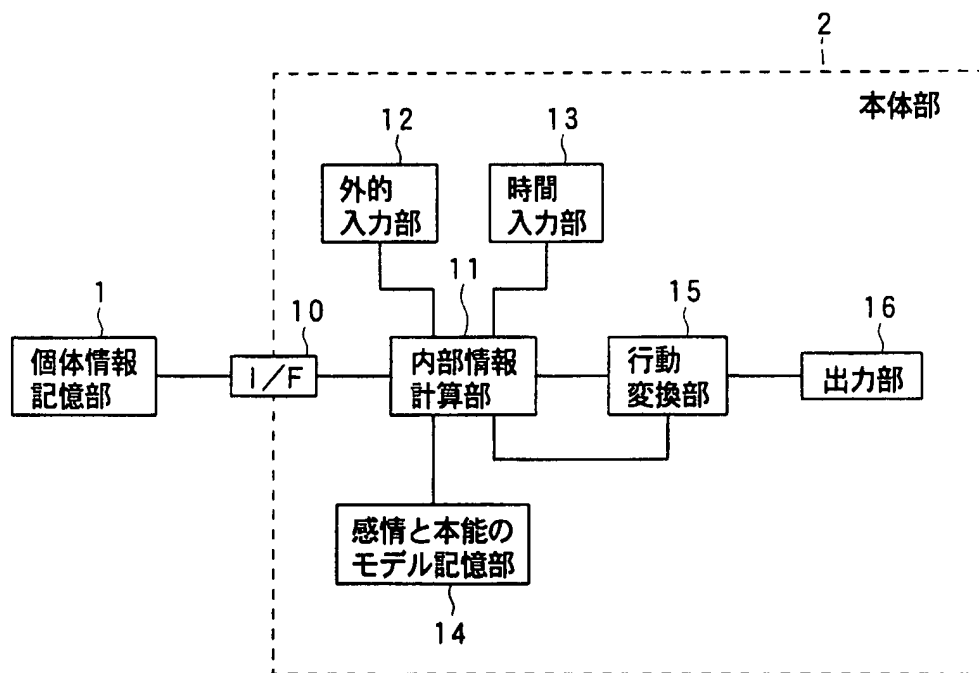 2
本体部
12
外的
入力部
13
時間
入力部
1
個体情報
記憶部
10
I/F
11
内部情報
計算部
15
行動
変換部
16
出力部
感情と本能の
モデル記憶部
14